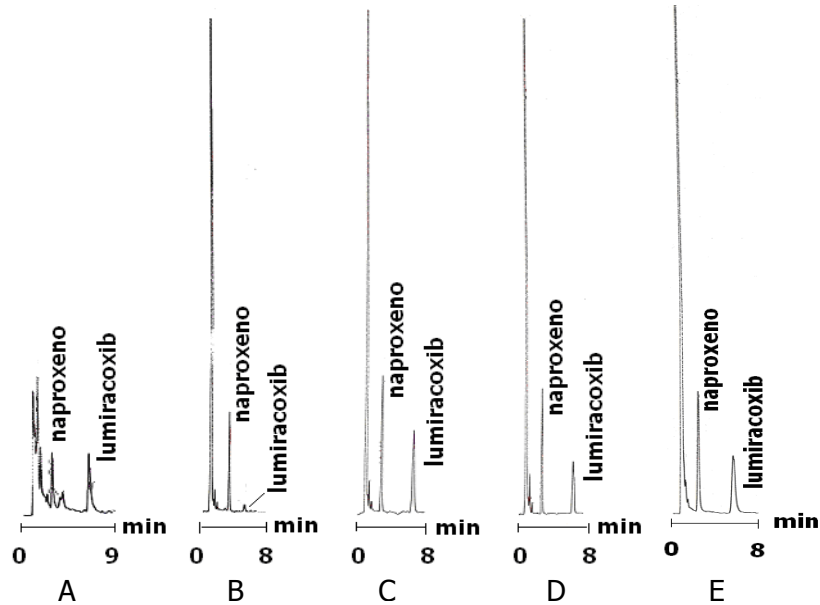 naproxeno
lumiracoxib
min
0 9
A
naproxeno
lumiracoxib
min
0 8
B
naproxeno
lumiracoxib
min
0 8
C
naproxeno
lumiracoxib
min
0 8
D
naproxeno
lumiracoxib
min
0 8
E